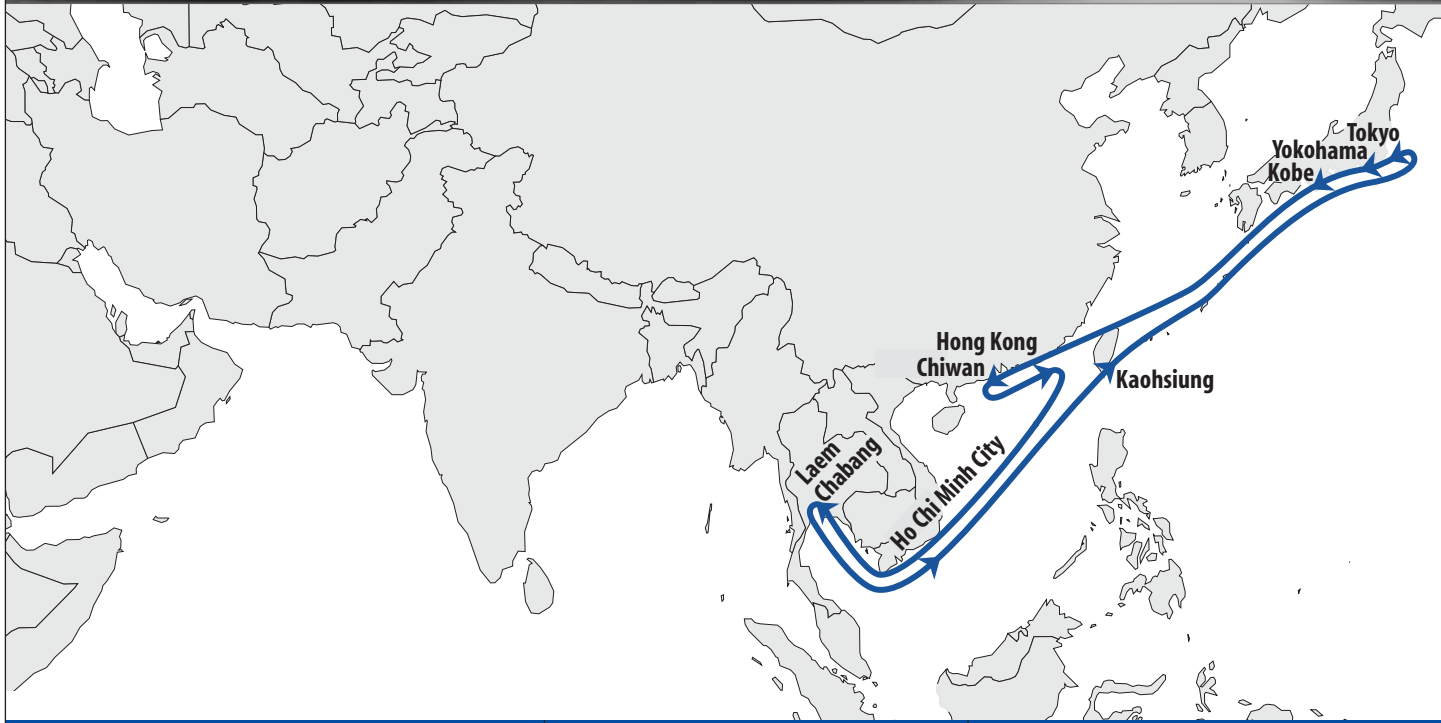 Tokyo
Yokohama
Kobe
Hong Kong
Chiwan
Kaohsiung
Laem
Chabang
Ho Chi Minh City